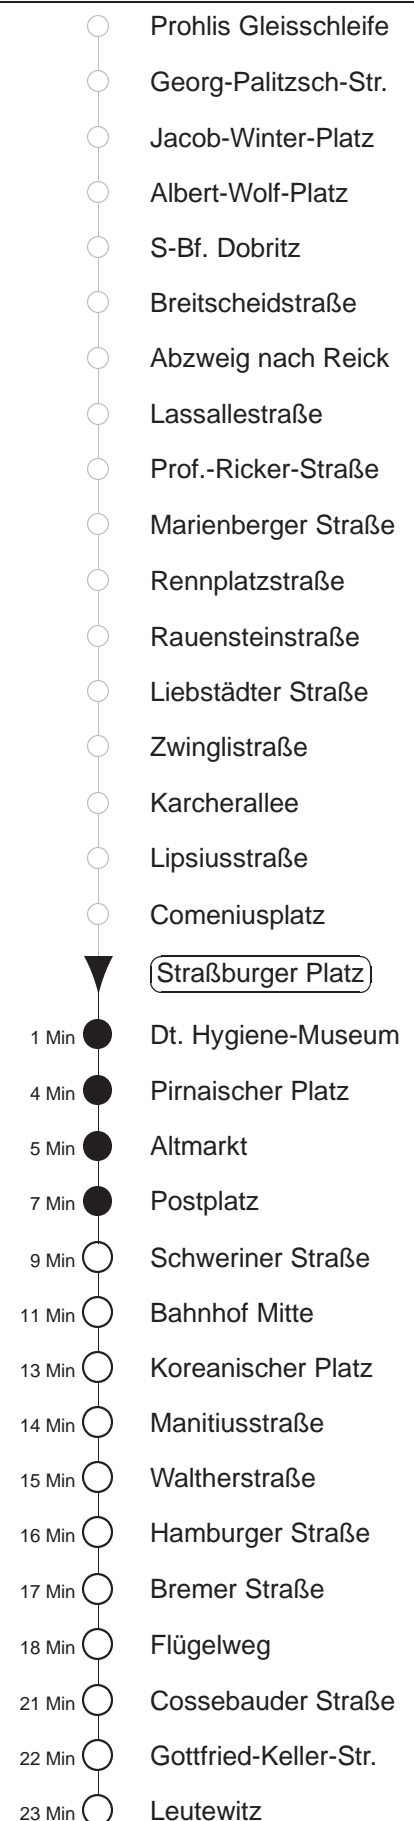 Prohlis Gleisschleife
Georg-Palitzsch-Str.
Jacob-Winter-Platz
Albert-Wolf-Platz
S-Bf. Dobritz
Breitscheidstraße
Abzweig nach Reick
Lassallestraße
Prof.-Ricker-Straße
Marienberger Straße
Rennplatzstraße
Rauensteinstraße
Liebstädter Straße
Zwinglistraße
Karcherallee
Lipsiusstraße
Comeniusplatz
Straßburger Platz
1 Min Dt. Hygiene-Museum
4 Min Pirnaischer Platz
5 Min Altmarkt
7 Min Postplatz
9 Min Schweriner Straße
11 Min Bahnhof Mitte
13 Min Koreanischer Platz
14 Min Manitiusstraße
15 Min Waltherstraße
16 Min Hamburger Straße
17 Min Bremer Straße
18 Min Flügelweg
21 Min Cossebauder Straße
22 Min Gottfried-Keller-Str.
23 Min Leutewitz